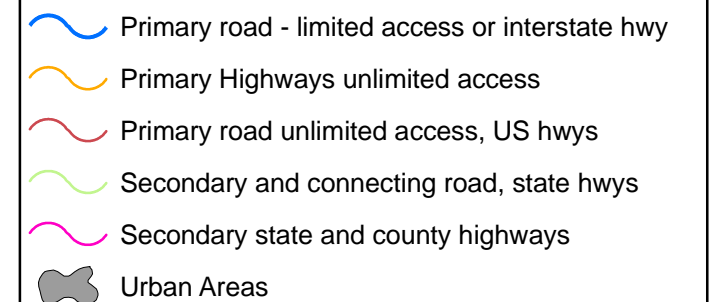 Primary road - limited access or interstate hwy
Primary Highways unlimited access
Primary road unlimited access, US hwys
Secondary and connecting road, state hwys
Secondary state and county highways
Urban Areas